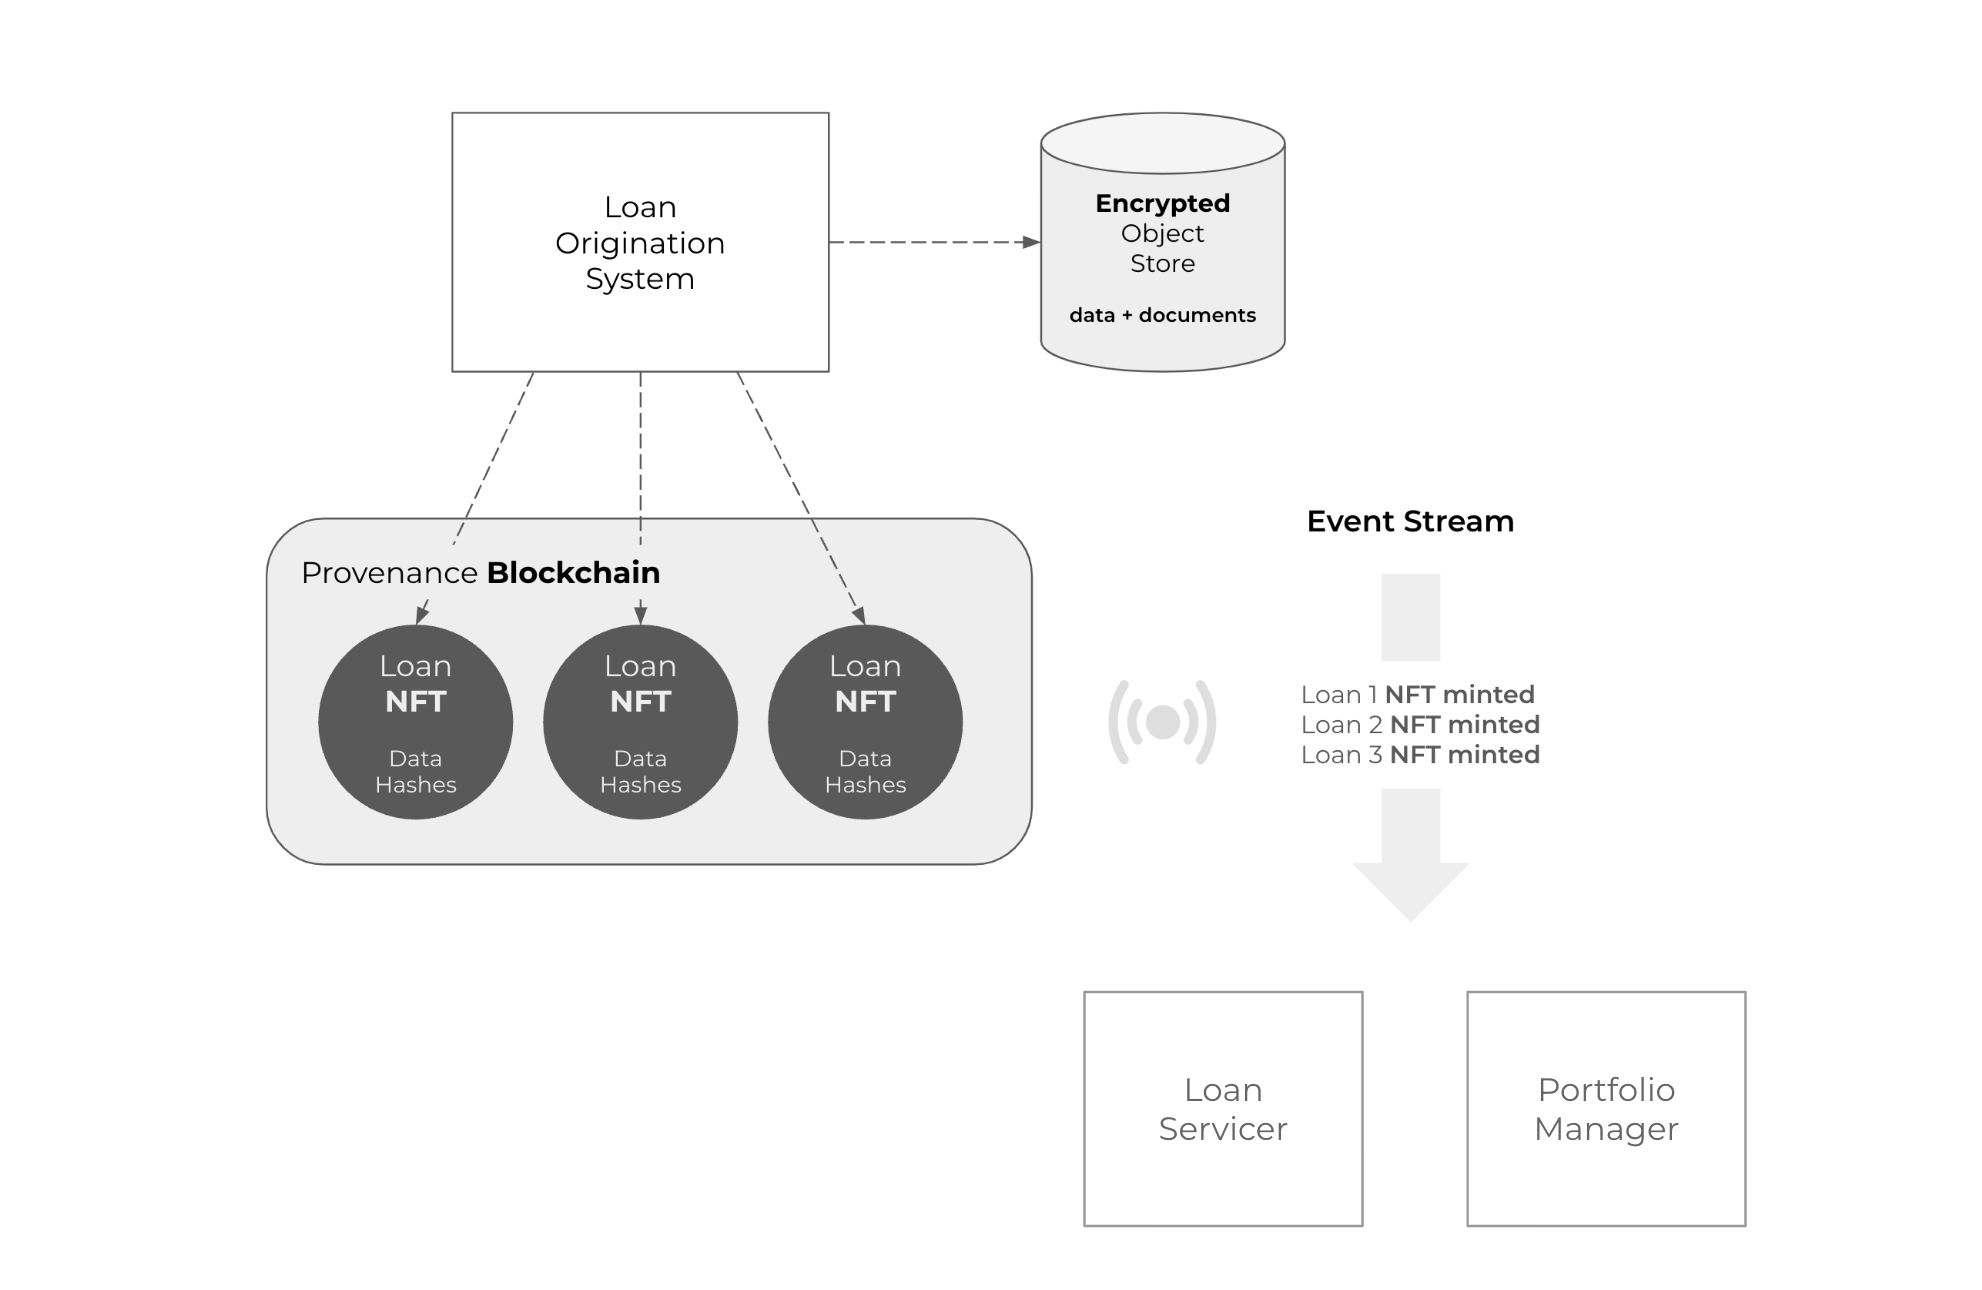 Loan
Origination
System
Encrypted
Object
Store
data + documents
Event Stream
Provenance Blockchain
Loan
NFT
Data
Hashes
Loan
NFT
Data
Hashes
Loan
NFT
Data
Hashes
Loan 1 NFT minted
Loan 2 NFT minted
Loan 3 NFT minted
Loan
Servicer
Portfolio
Manager